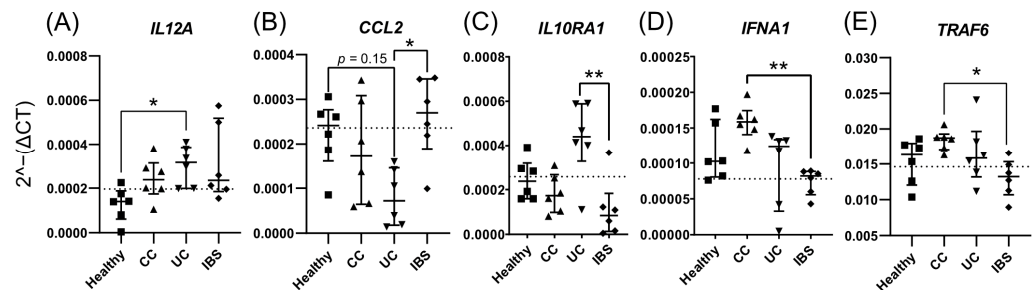 (A) IL12A
2^–(ΔCT)
0.0008
0.0006
0.0004
0.0002
0.0000
*
Healthy
CC
UC
IBS
(B) CCL2
0.0004
0.0003
0.0002
0.0001
0.0000
p = 0.15
*
Healthy
CC
UC
IBS
(C) IL10RA1
0.0008
0.0006
0.0004
0.0002
0.0000
**
Healthy
CC
UC
IBS
(D) IFNA1
0.00025
0.00020
0.00015
0.00010
0.00005
0.00000
**
Healthy
CC
UC
IBS
(E) TRAF6
0.030
0.025
0.020
0.015
0.010
0.005
*
Healthy
CC
UC
IBS